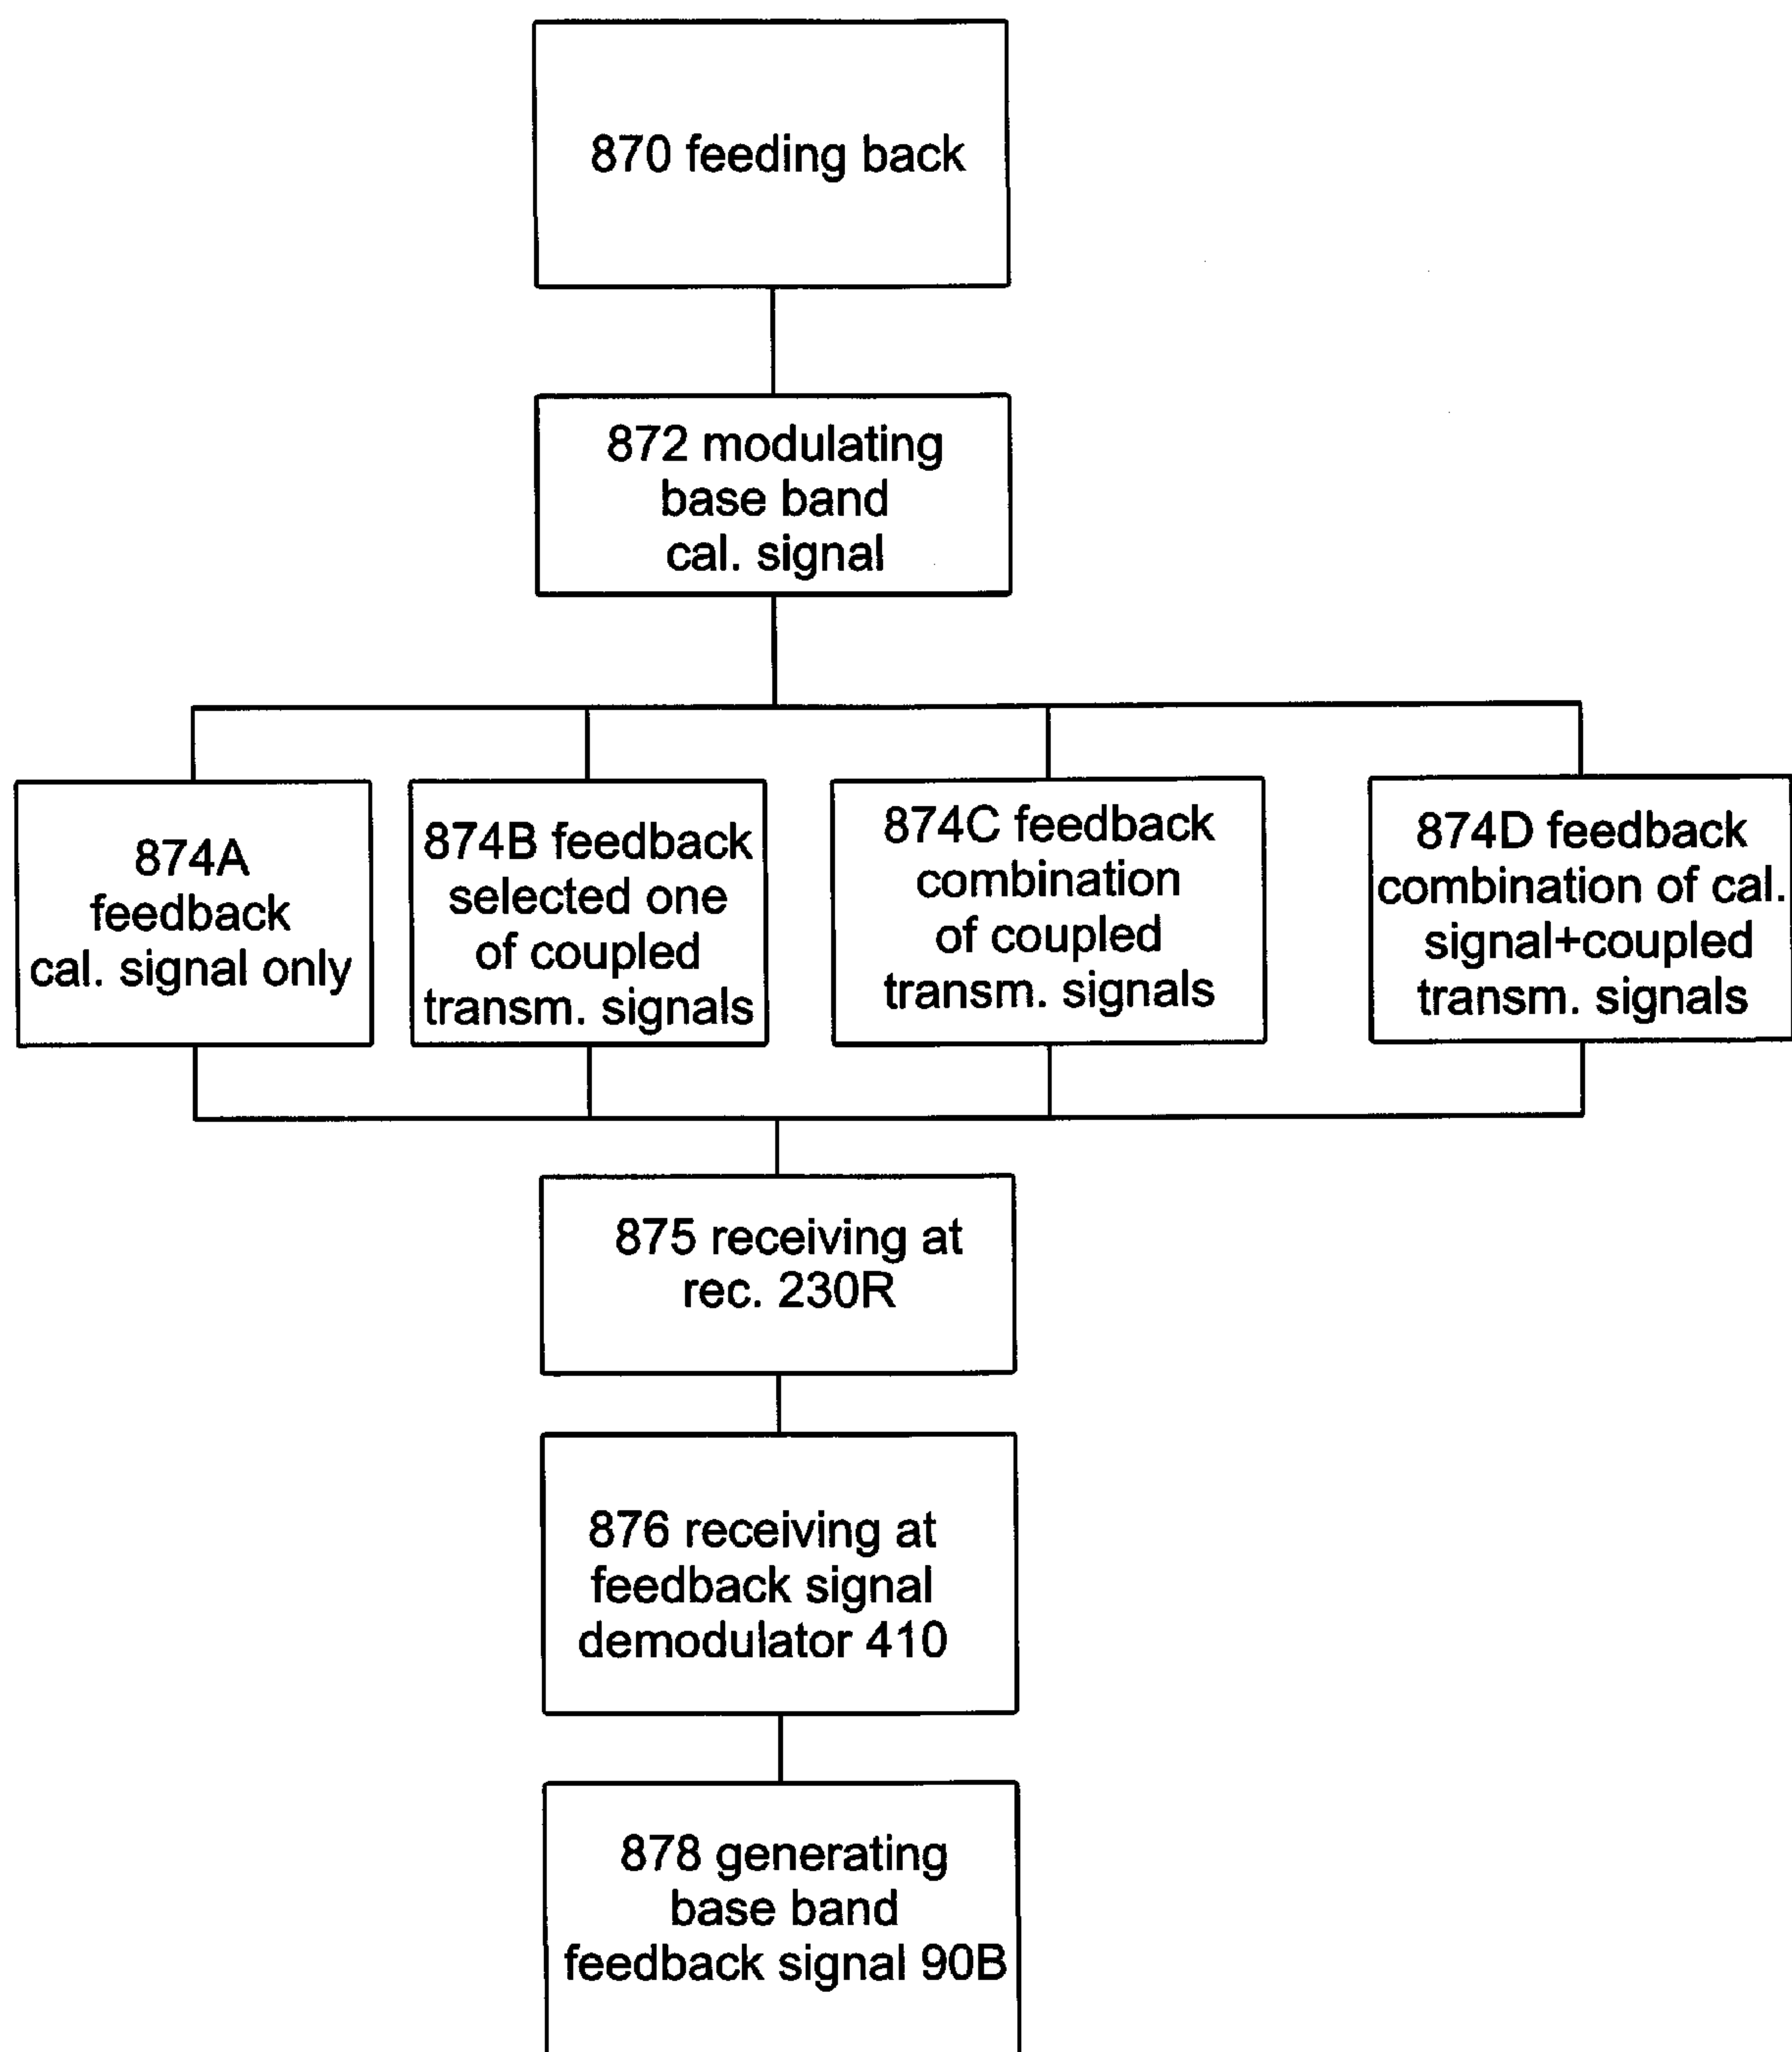 870 feeding back
872 modulating
base band
cal. signal
874A
feedback
cal. signal only
874B feedback
selected one
of coupled
transm. signals
874C feedback
combination
of coupled
transm. signals
874D feedback
combination of cal.
signal+coupled
transm. signals
875 receiving at
rec. 230R
876 receiving at
feedback signal
demodulator 410
878 generating
base band
feedback signal 90B